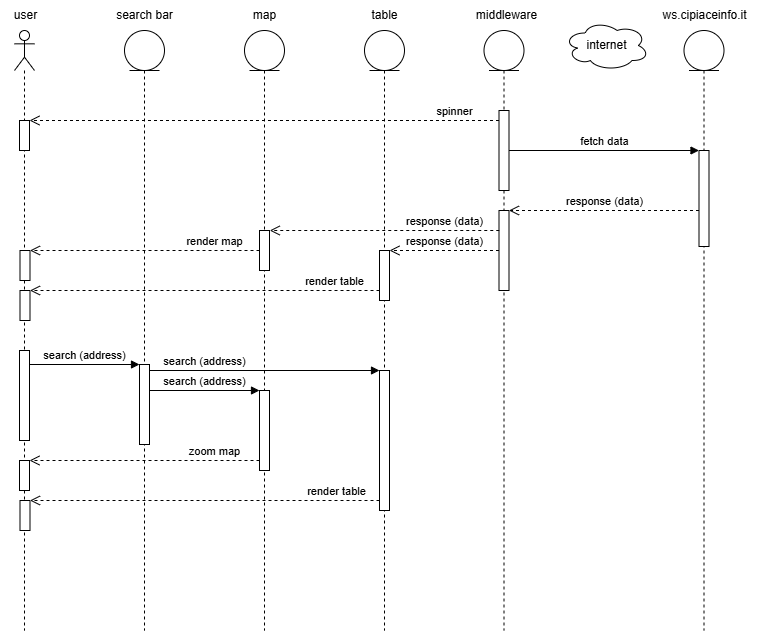 user
search bar
map
table
middleware
internet
ws.cipiaceinfo.it
spinner
fetch data
response (data)
response (data)
render map
response (data)
render table
search (address)
search (address)
search (address)
zoom map
render table